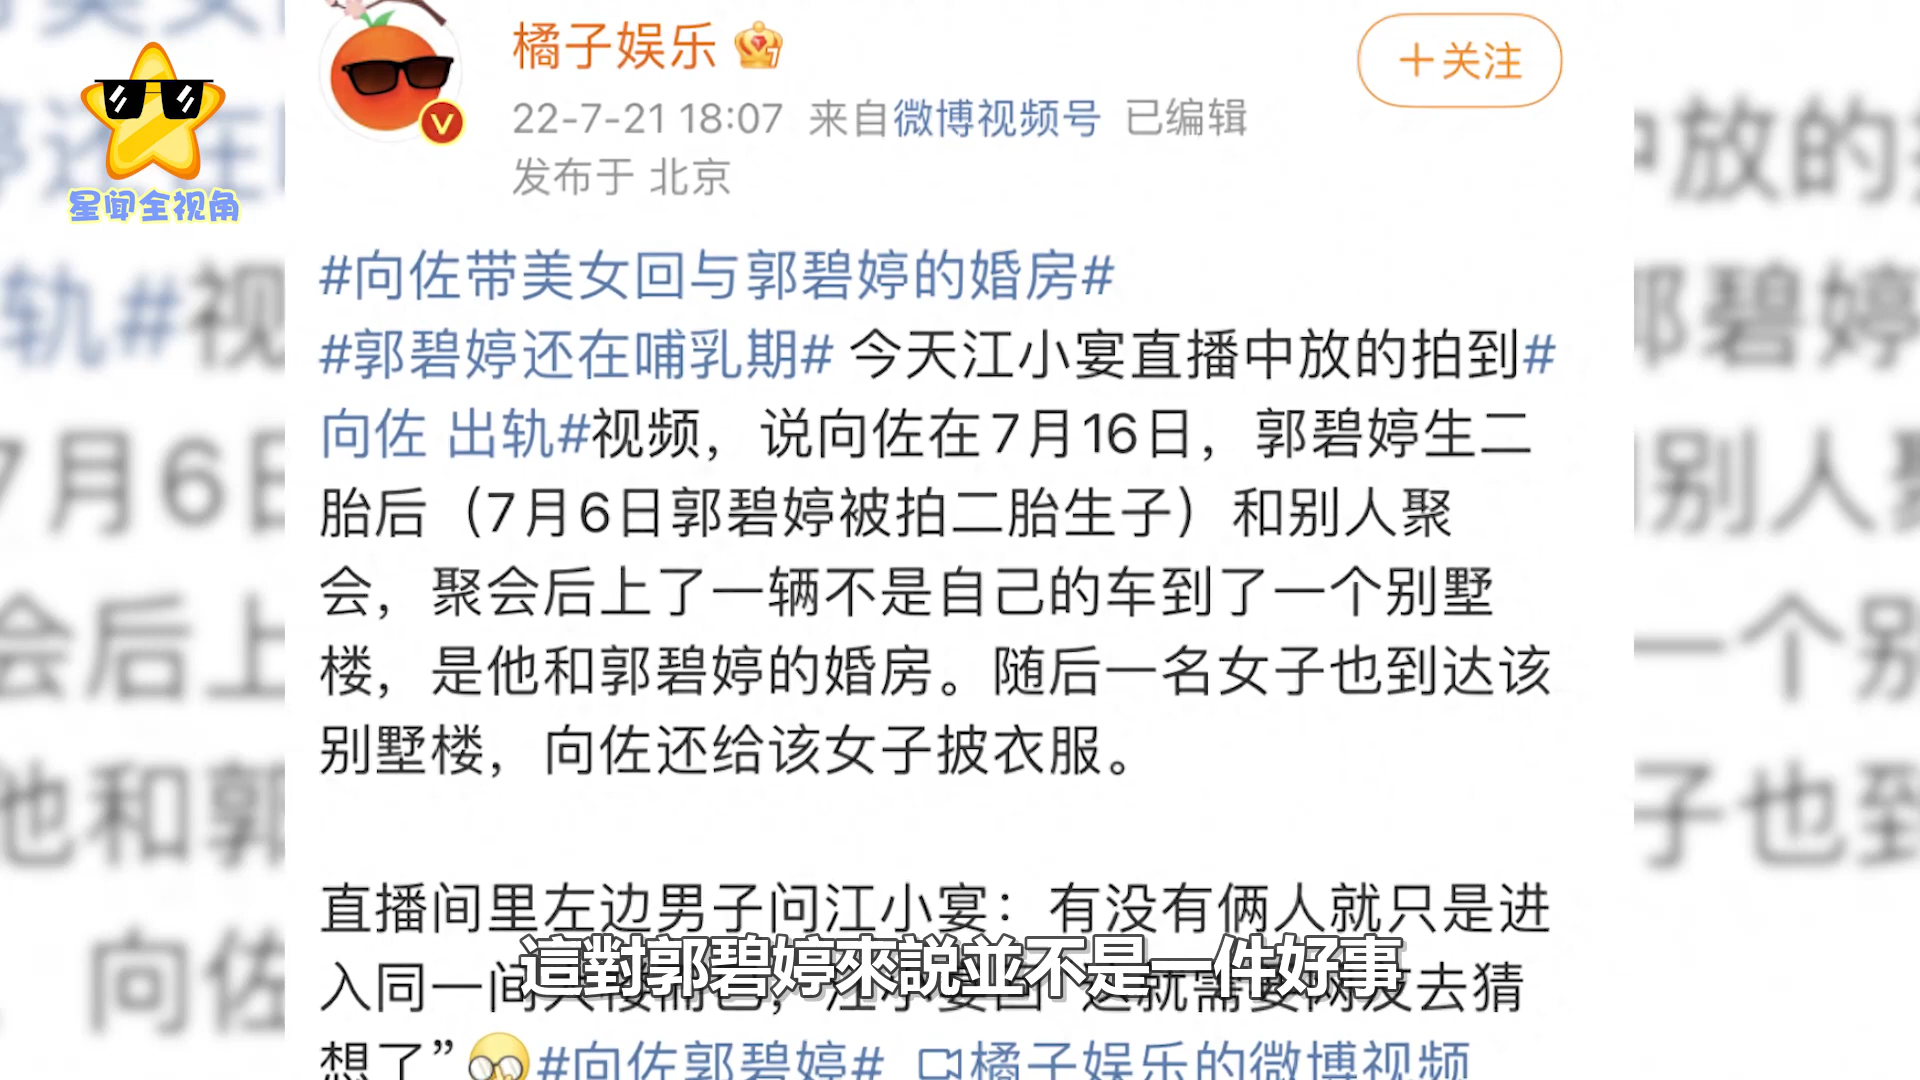 星闻全视角
橘子娱乐
+关注
22-7-21 18:07 来自微博视频号 已编辑
发布于 北京
#向佐带美女回与郭碧婷的婚房#
#郭碧婷还在哺乳期# 今天江小宴直播中放的拍到#
向佐 出轨#视频，说向佐在7月16日，郭碧婷生二
胎后（7月6日郭碧婷被拍二胎生子）和别人聚
会，聚会后上了一辆不是自己的车到了一个别墅
楼，是他和郭碧婷的婚房。随后一名女子也到达该
别墅楼，向佐还给该女子披衣服。
直播间里左边男子问江小宴：有没有俩人就只是进
這對郭碧婷來説並不是一件好事
入同一间 去猜
想了” #向佐郭碧婷# 橘子娱乐的微博视频